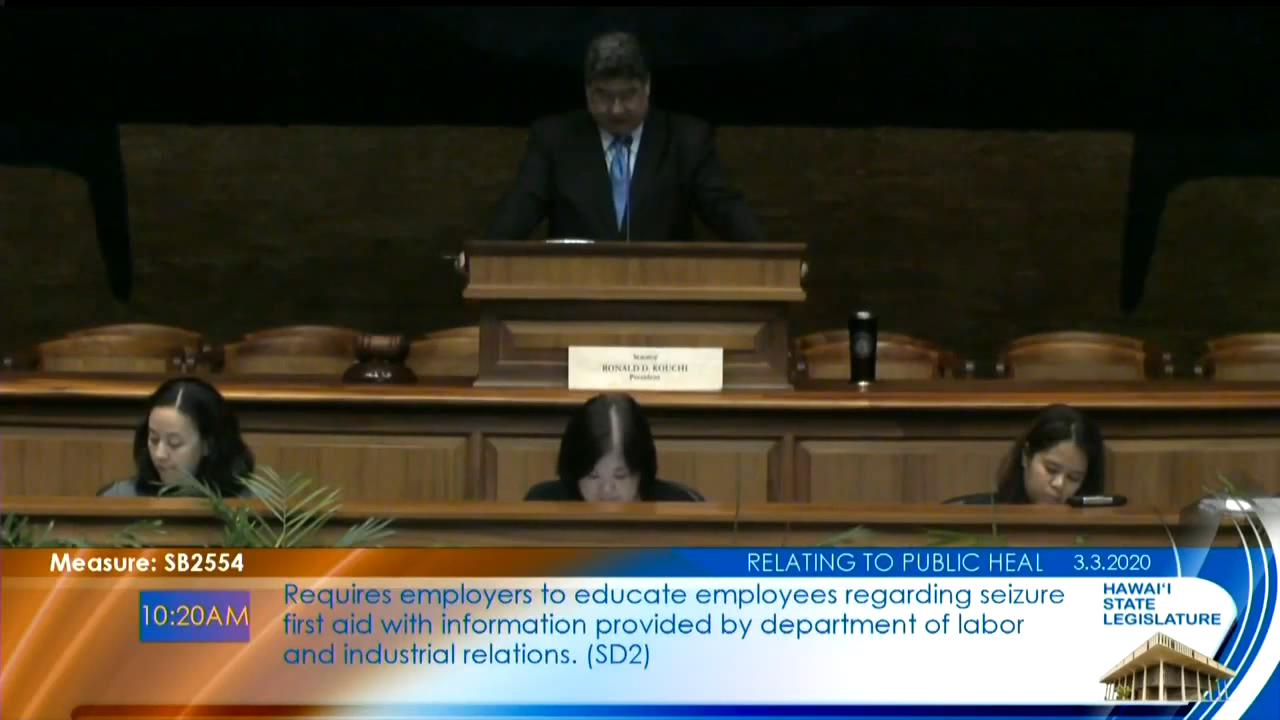 Senator
RONALD D. KOUCHI
President
Measure: SB2554
RELATING TO PUBLIC HEAL 3.3.2020
10:20AM
Requires employers to educate employees regarding seizure
first aid with information provided by department of labor
and industrial relations. (SD2)
HAWAIʻI
STATE
LEGISLATURE